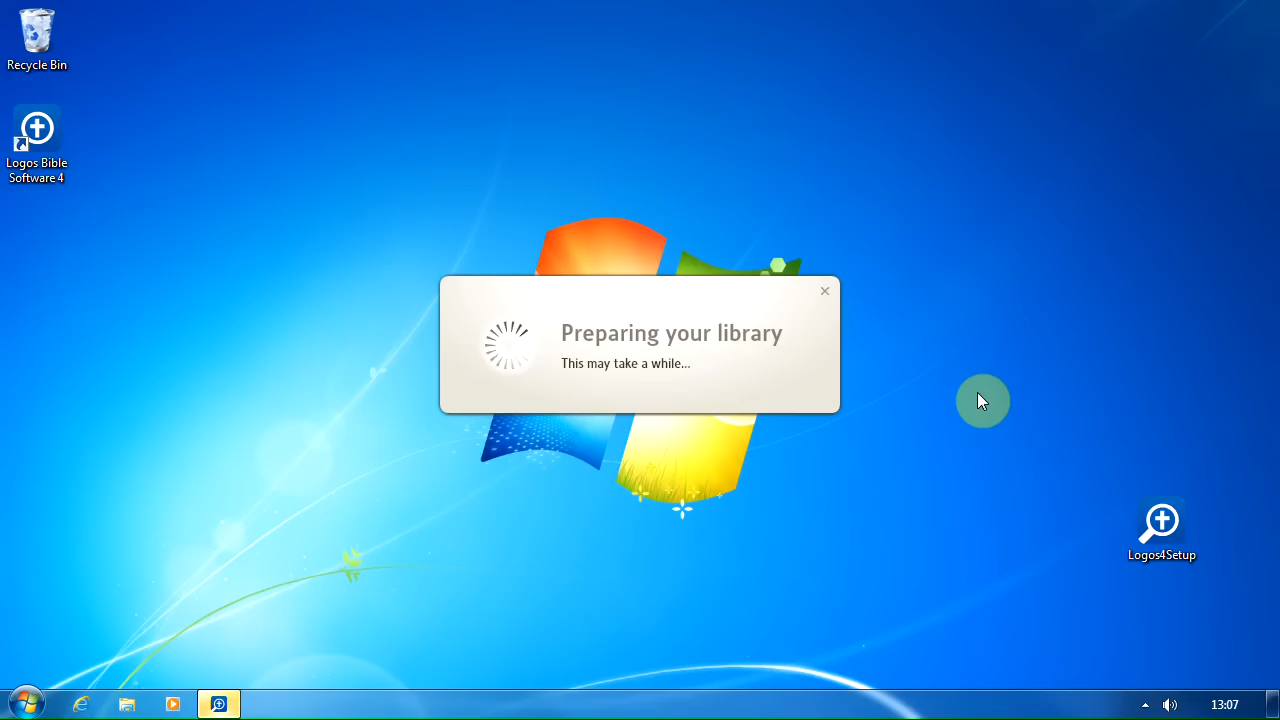 Recycle Bin
Logos Bible
Software 4
Preparing your library
This may take a while...
Logos4Setup
13:07